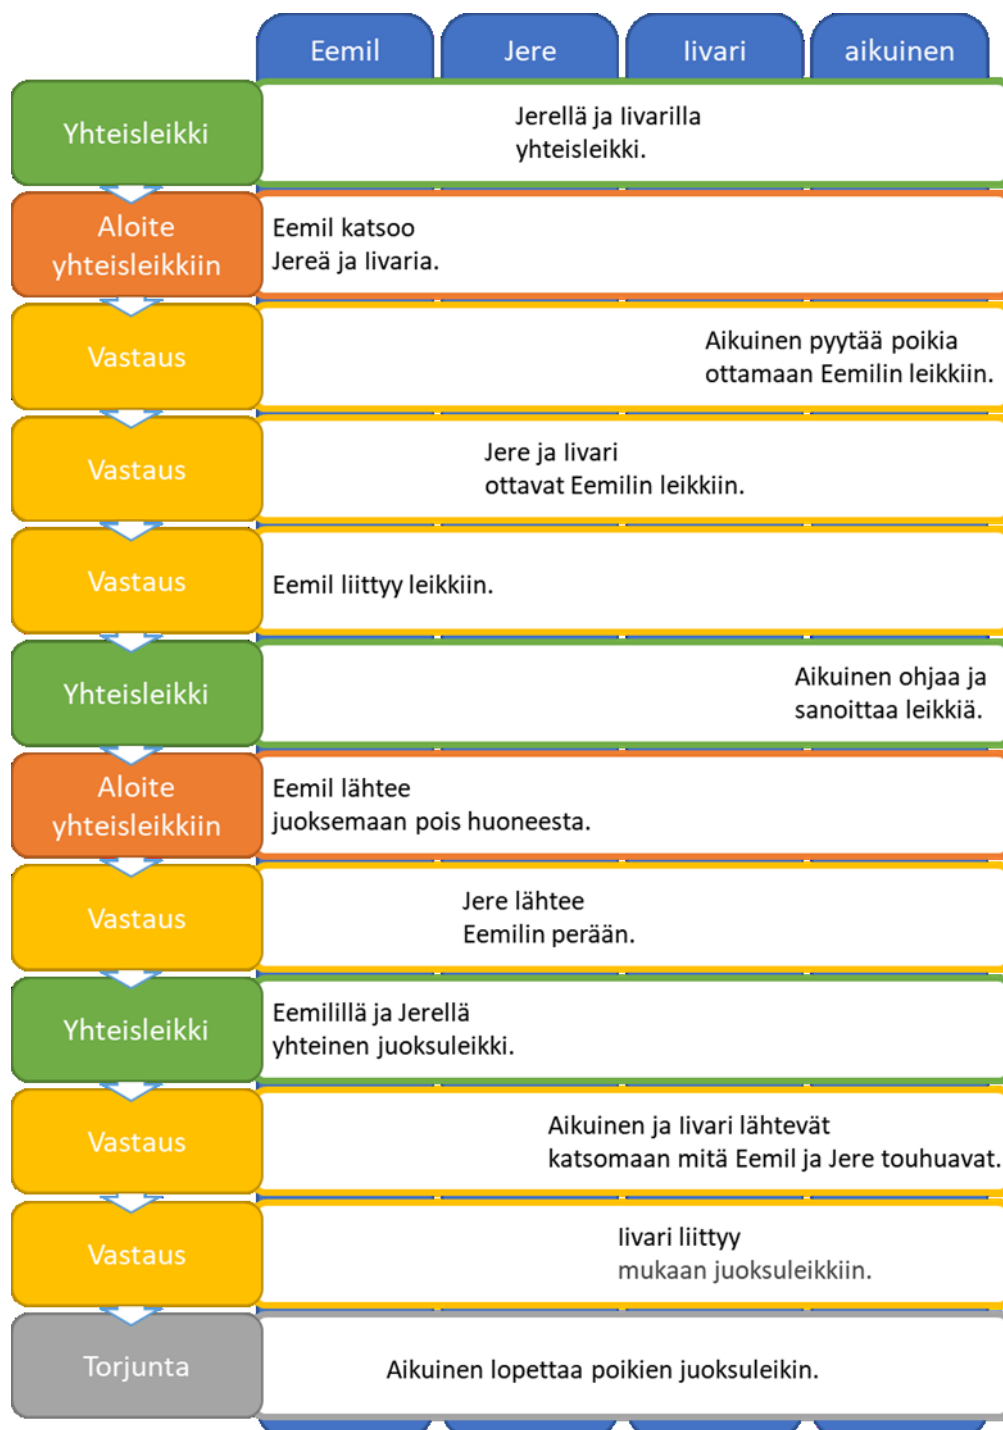 Eemil Jere Iivari aikuinen
Yhteisleikki
Jerellä ja Iivarilla
yhteisleikki.
Aloite
yhteisleikkiin
Eemil katsoo
Jereä ja Iivaria.
Vastaus
Aikuinen pyytää poikia
ottamaan Eemilin leikkiin.
Vastaus
Jere ja Iivari
ottavat Eemilin leikkiin.
Vastaus
Eemil liittyy leikkiin.
Yhteisleikki
Aikuinen ohjaa ja
sanoittaa leikkiä.
Aloite
yhteisleikkiin
Eemil lähtee
juoksemaan pois huoneesta.
Vastaus
Jere lähtee
Eemilin perään.
Yhteisleikki
Eemilillä ja Jerellä
yhteinen juoksuleikki.
Vastaus
Aikuinen ja Iivari lähtevät
katsomaan mitä Eemil ja Jere touhuavat.
Vastaus
Iivari liittyy
mukaan juoksuleikkiin.
Torjunta
Aikuinen lopettaa poikien juoksuleikin.